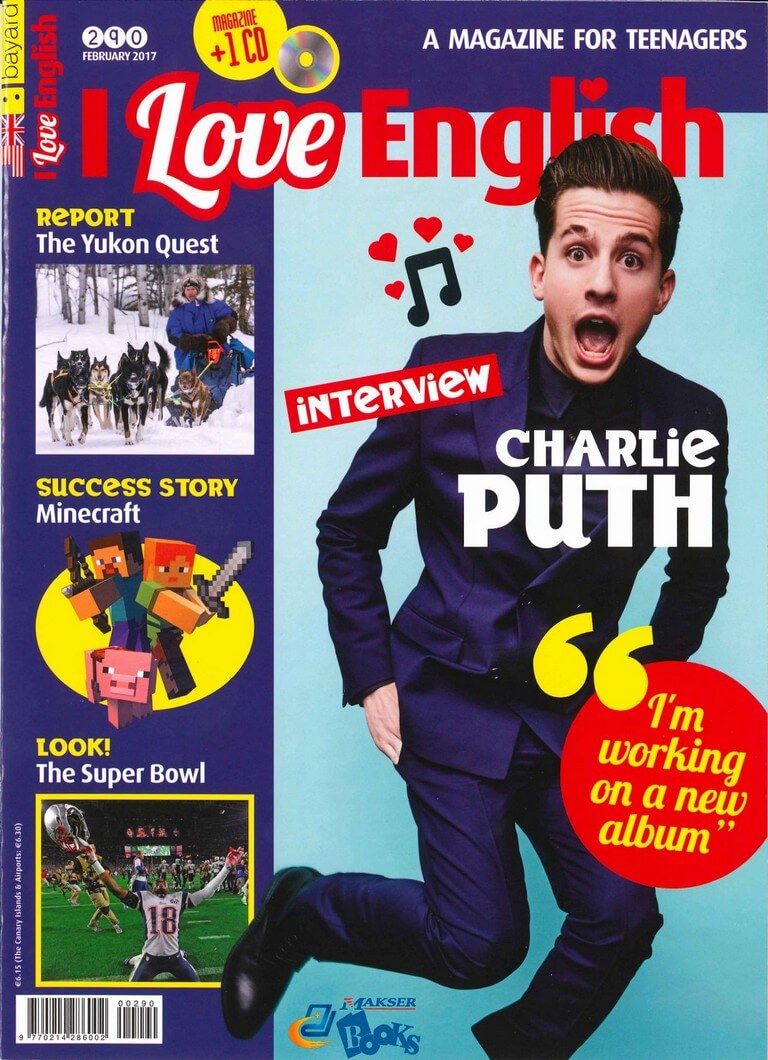 bayard
I Love English
290
FEBRUARY 2017
MAGAZINE
+1 CD
A MAGAZINE FOR TEENAGERS
I Love English
REPORT
The Yukon Quest
SUCCESS STORY
Minecraft
LOOK!
The Super Bowl
18
INTERVIEW
CHARLIE
PUTH
“I'm
working
on a new
album”
€6.15 (The Canary Islands & Airports: €6.30)
00290
9 770214 286002
MAKSER
BOOKS